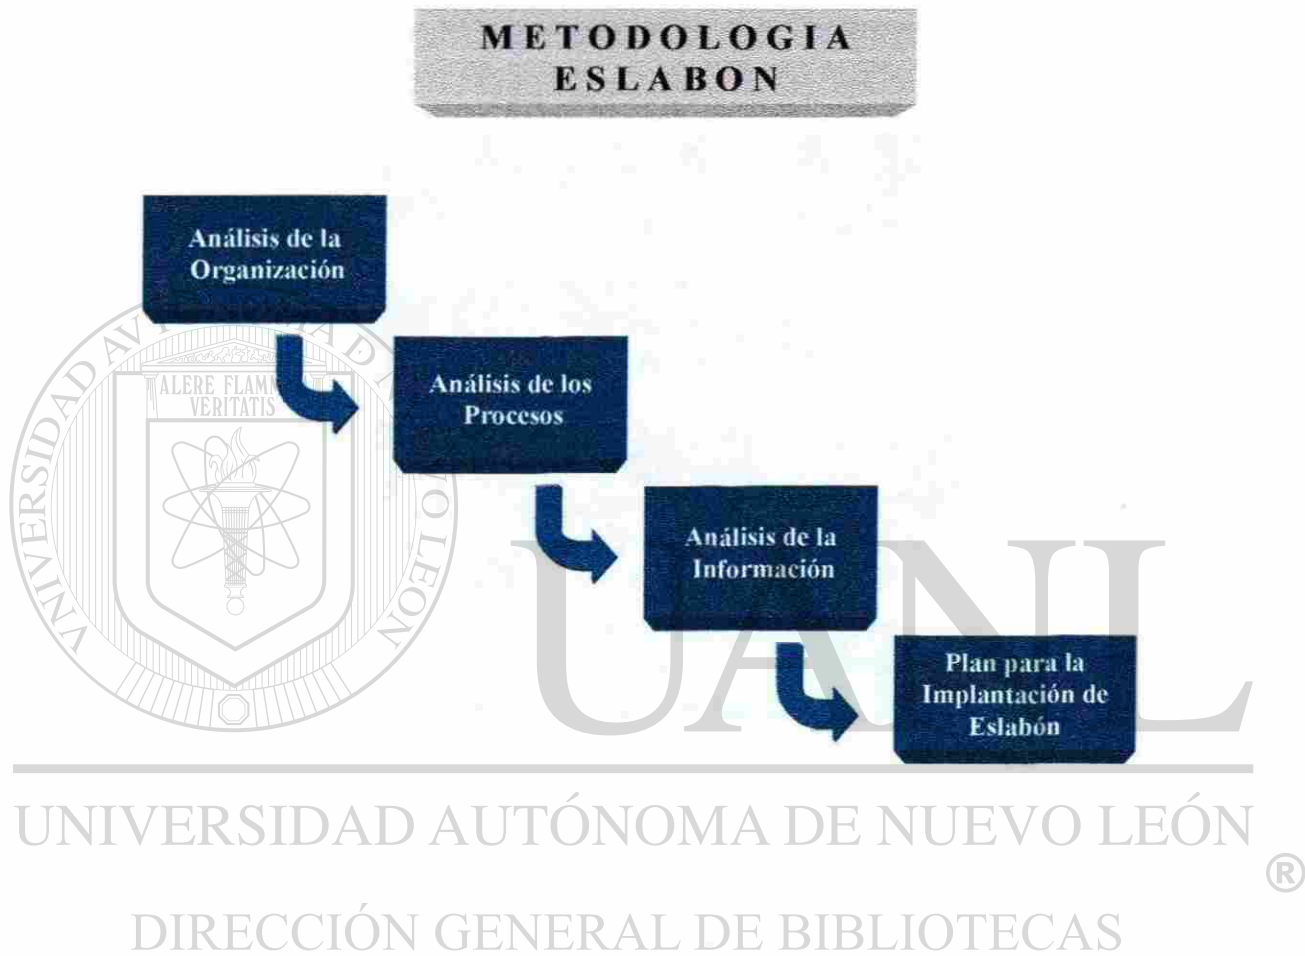 METODOLOGIA
ESLABON
Análisis de la
Organización
Análisis de los
Procesos
Análisis de la
Información
Plan para la
Implantación de
Eslabón
ALERE FLAMM
VERITATIS
UANL
UNIVERSIDAD AUTÓNOMA DE NUEVO LEÓN
®
DIRECCIÓN GENERAL DE BIBLIOTECAS